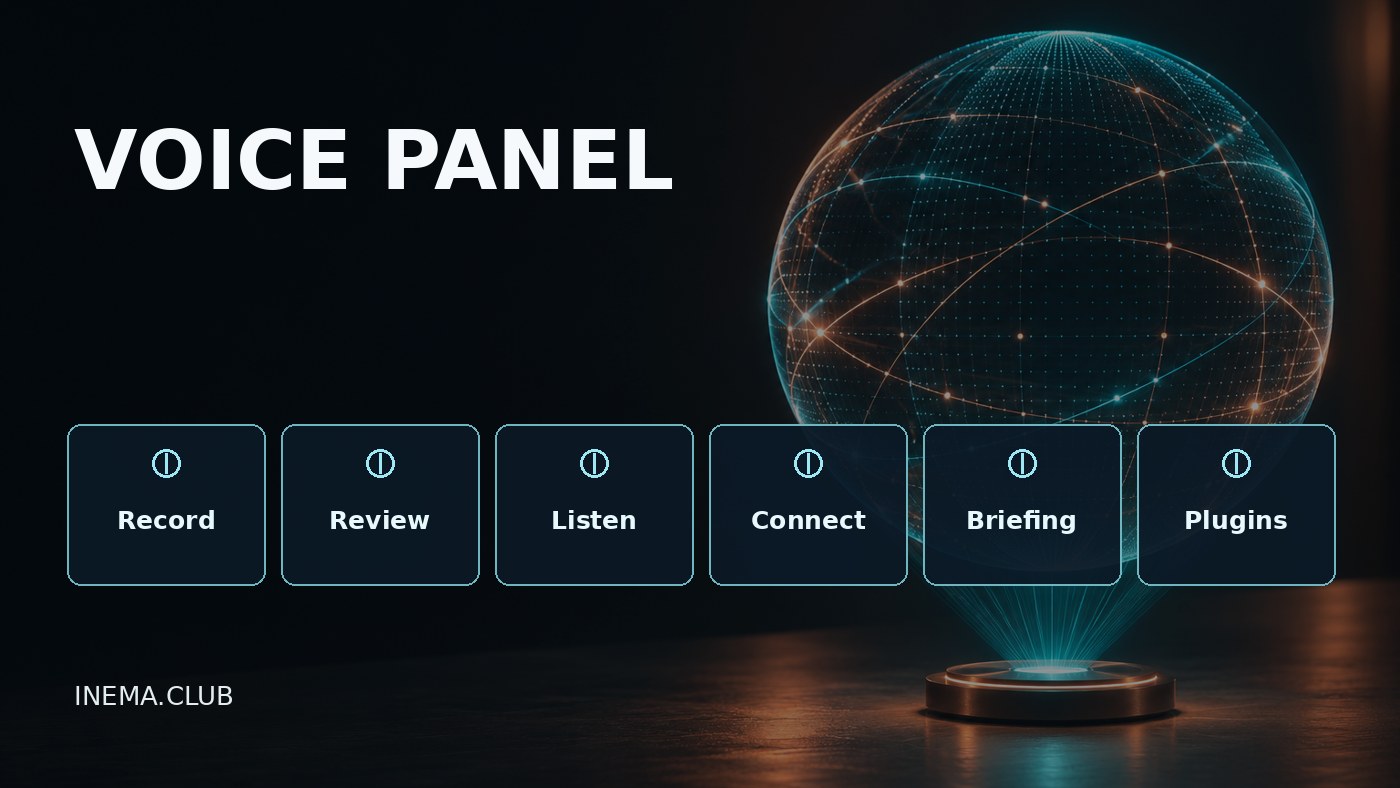 VOICE PANEL
Record
Review
Listen
Connect
Briefing
Plugins
INEMA.CLUB